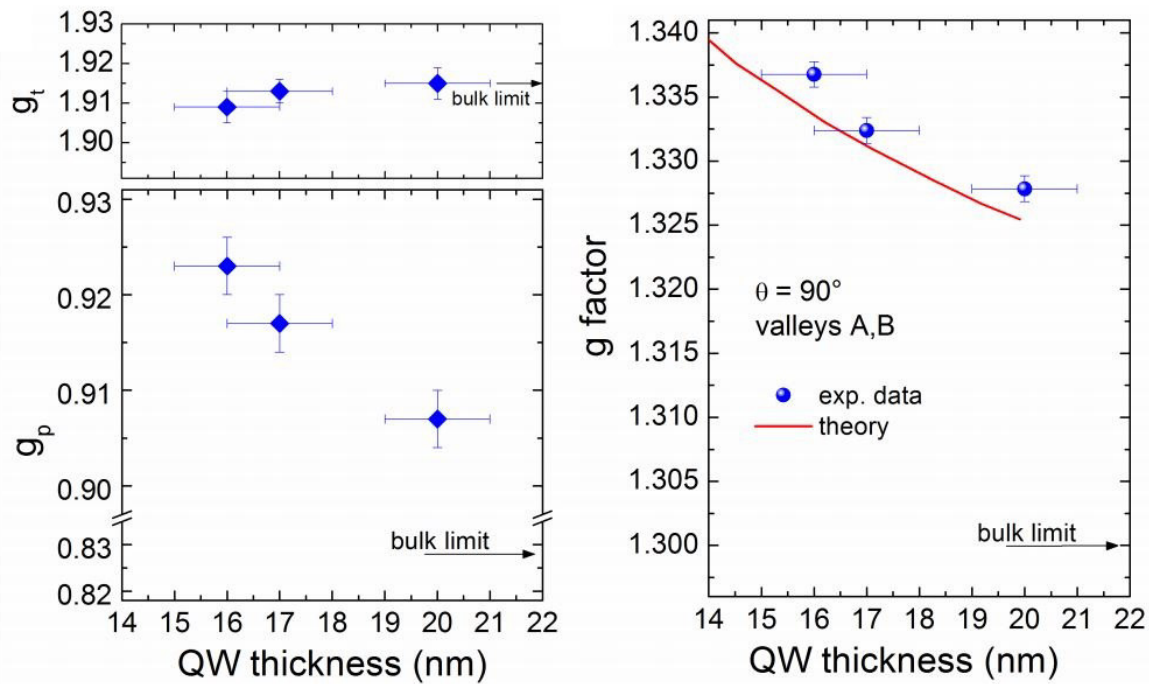 1.93
1.92
1.91
1.90
g_t
bulk limit
0.93
0.92
0.91
0.90
0.83
0.82
g_p
bulk limit
14 15 16 17 18 19 20 21 22
QW thickness (nm)
1.340
1.335
1.330
1.325
1.320
1.315
1.310
1.305
1.300
g factor
θ = 90°
valleys A,B
exp. data
theory
bulk limit
14 15 16 17 18 19 20 21 22
QW thickness (nm)